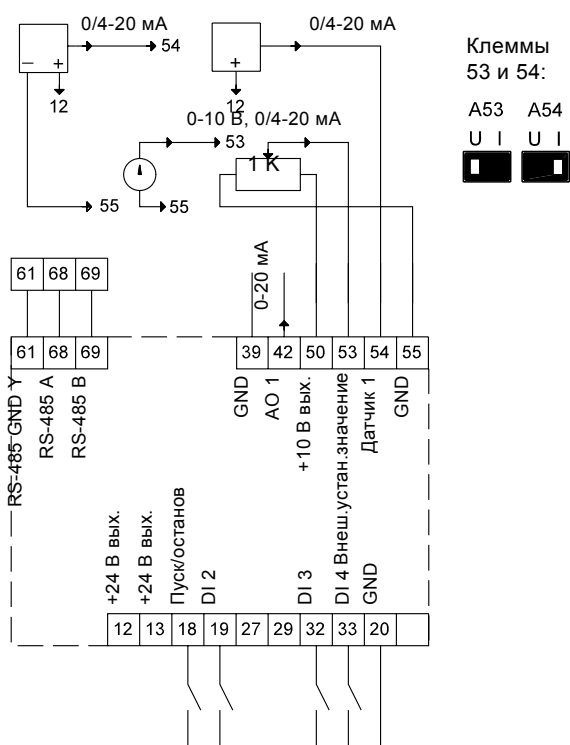 0/4-20 мА
0/4-20 мА
Клеммы
53 и 54:
54
− +
+
12
12
A53 A54
U I U I
0-10 В, 0/4-20 мА
53
1 K
55
55
61 68 69
0-20 мА
61 68 69
39 42 50 53 54 55
RS-485 GND Y
RS-485 A
RS-485 B
GND
AO 1
+10 В вых.
Внеш.устан.значение
Датчик 1
GND
+24 В вых.
+24 В вых.
Пуск/останов
DI 2
DI 3
DI 4
GND
12 13 18 19 27 29 32 33 20